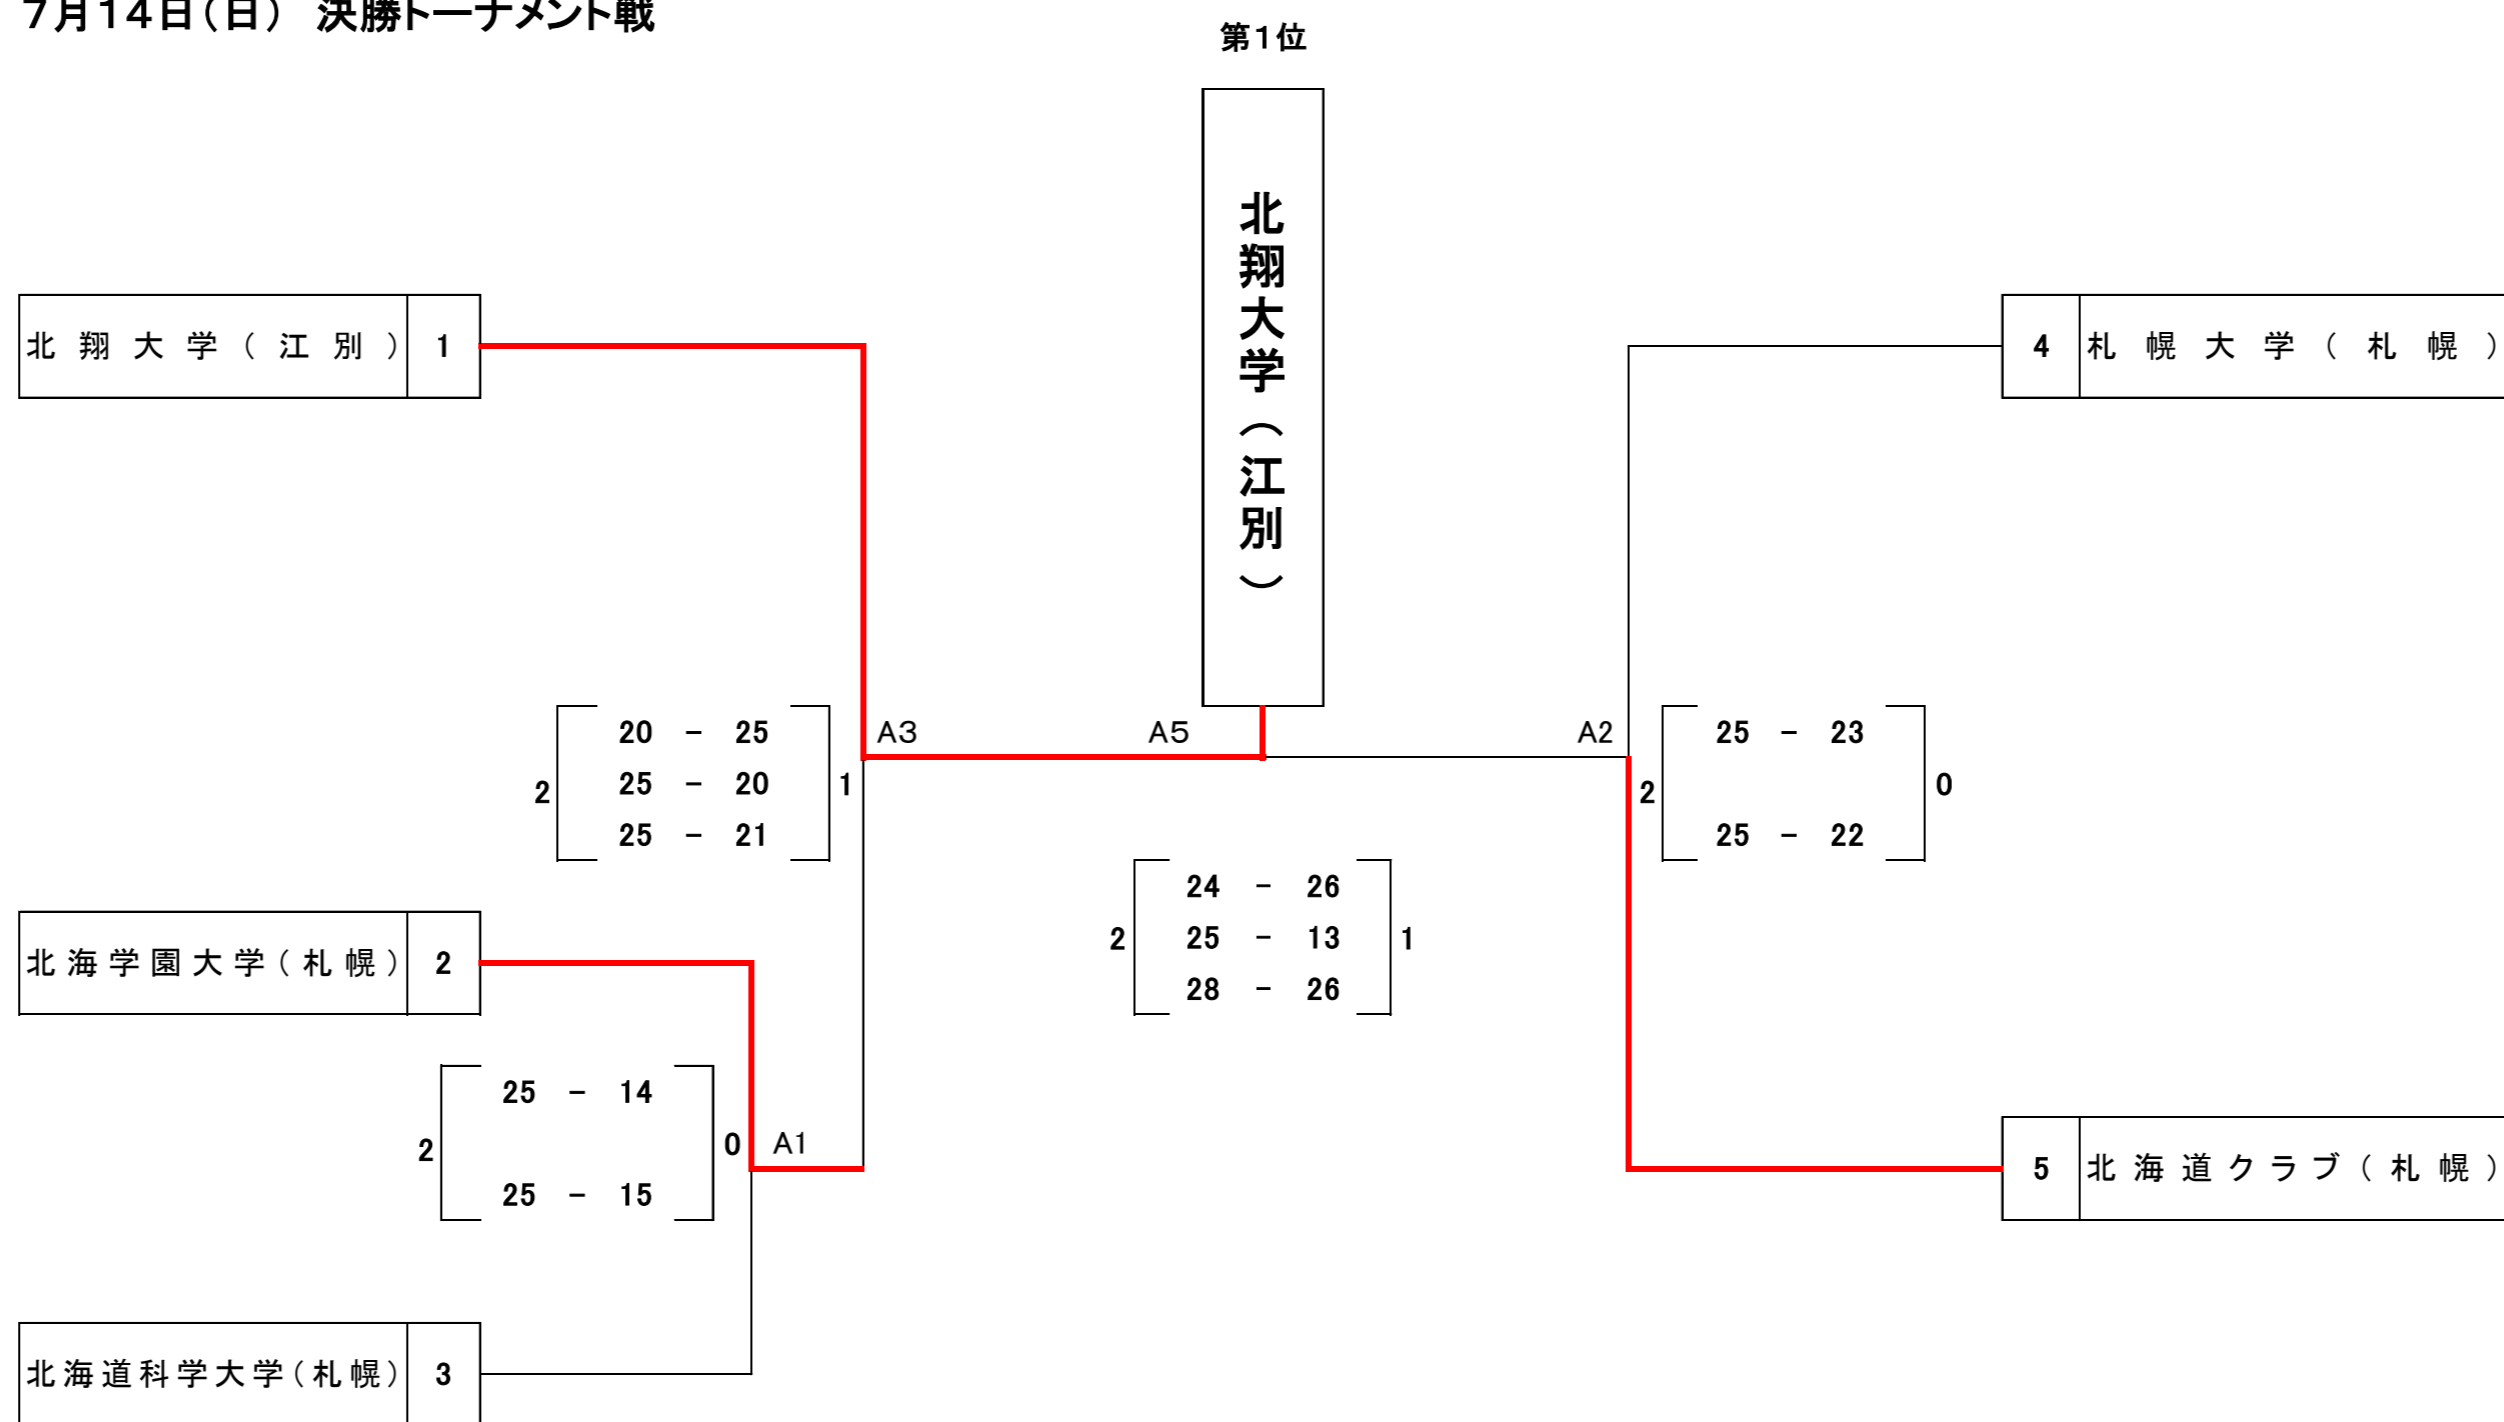 7月14日(日) 決勝トーナメント戦
第1位
北翔大学(江別)
北翔大学(江別) 1
4 札幌大学(札幌)
A3
A5
A2
2
20 - 25
25 - 20
25 - 21
1
2
25 - 23
25 - 22
0
2
24 - 26
25 - 13
28 - 26
1
北海学園大学(札幌) 2
2
25 - 14
25 - 15
0
A1
5 北海道クラブ(札幌)
北海道科学大学(札幌) 3